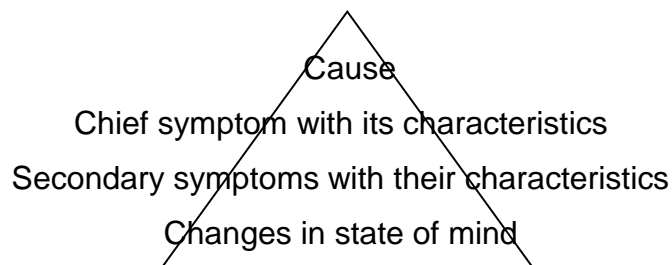 Cause
Chief symptom with its characteristics
Secondary symptoms with their characteristics
Changes in state of mind